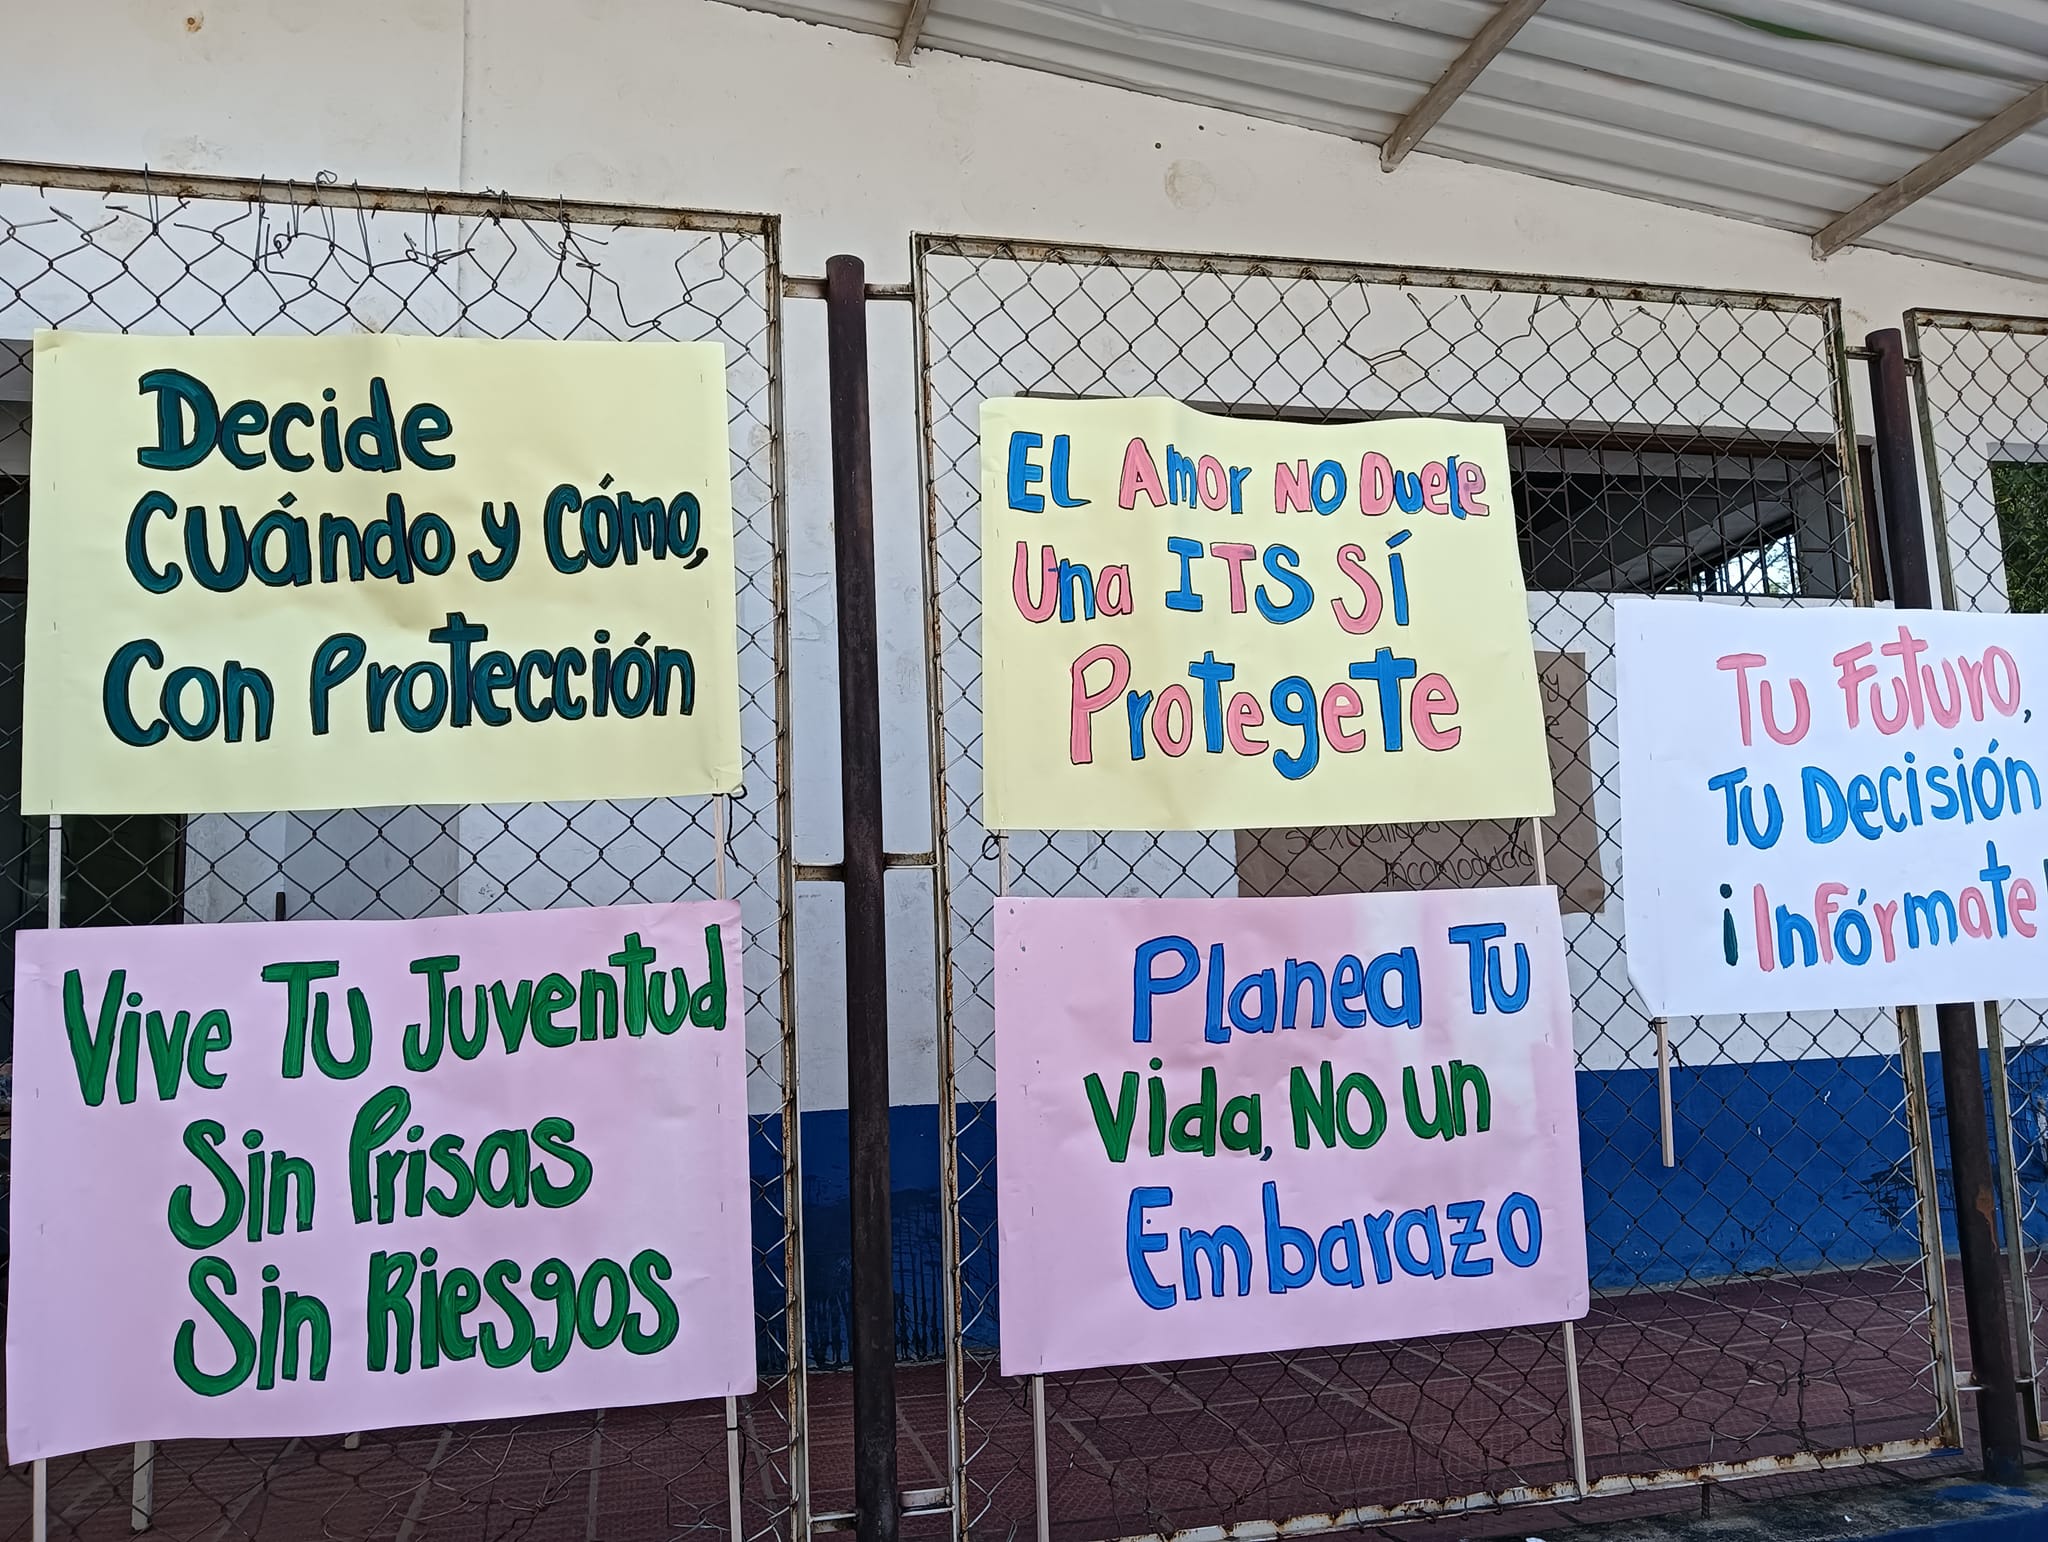 Decide
Cuándo y Cómo,
Con Protección
El Amor No Duele
Una ITS Sí
Protegete
Tu Futuro,
Tu Decisión
¡Infórmate!
Vive Tu Juventud
Sin Prisas
Sin Riesgos
Planea Tu
Vida, No un
Embarazo
incomodidad